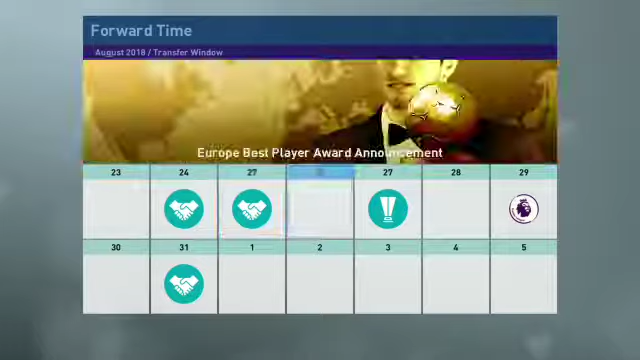 Forward Time
August 2018 / Transfer Window
Europe Best Player Award Announcement
23 24 27 27 28 29
30 31 1 2 3 4 5